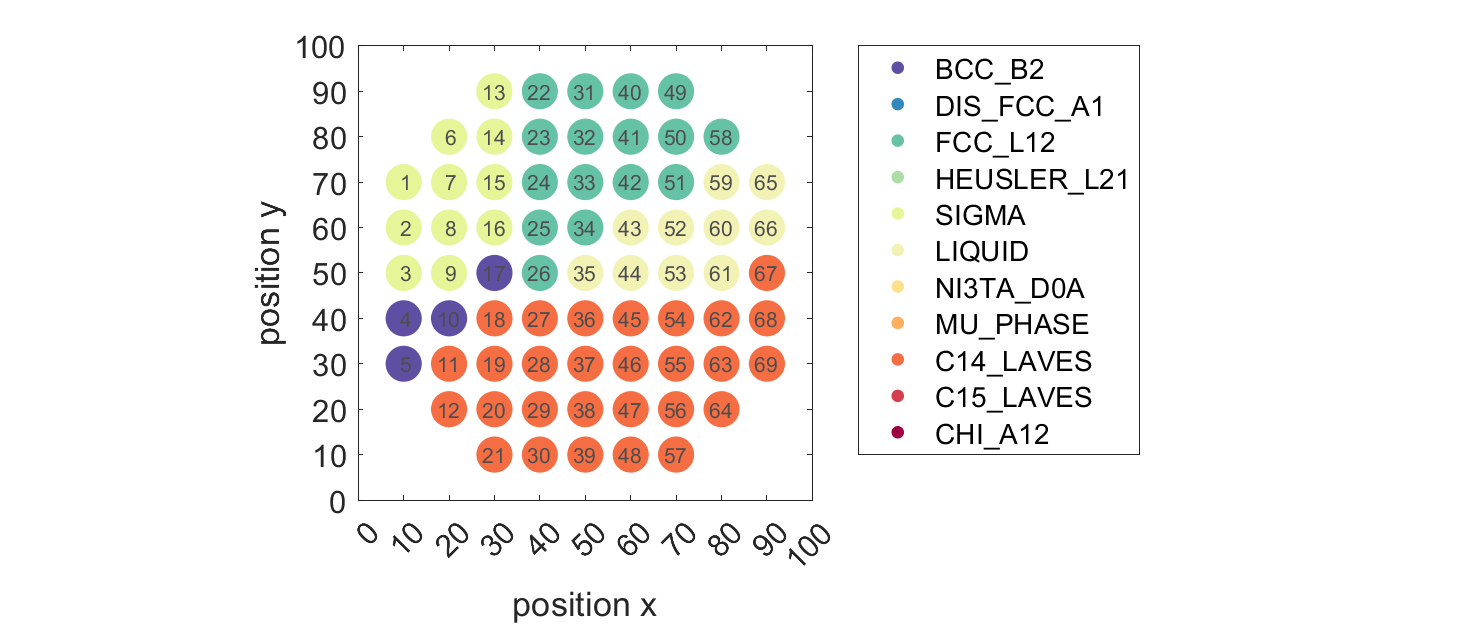 100
90 13 22 31 40 49
80 6 14 23 32 41 50 58
70 1 7 15 24 33 42 51 59 65
60 2 8 16 25 34 43 52 60 66
50 3 9 17 26 35 44 53 61 67
40 4 10 18 27 36 45 54 62 68
30 5 11 19 28 37 46 55 63 69
20 12 20 29 38 47 56 64
10 21 30 39 48 57
0
position y
0 10 20 30 40 50 60 70 80 90 100
position x
BCC_B2
DIS_FCC_A1
FCC_L12
HEUSLER_L21
SIGMA
LIQUID
NI3TA_D0A
MU_PHASE
C14_LAVES
C15_LAVES
CHI_A12